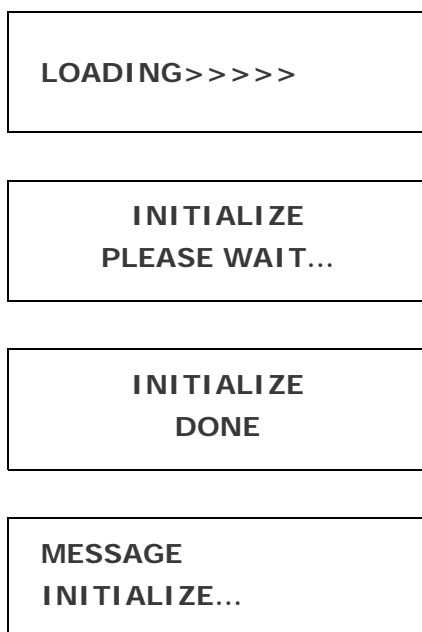 LOADING>>>>>
INITIALIZE
PLEASE WAIT...
INITIALIZE
DONE
MESSAGE
INITIALIZE...